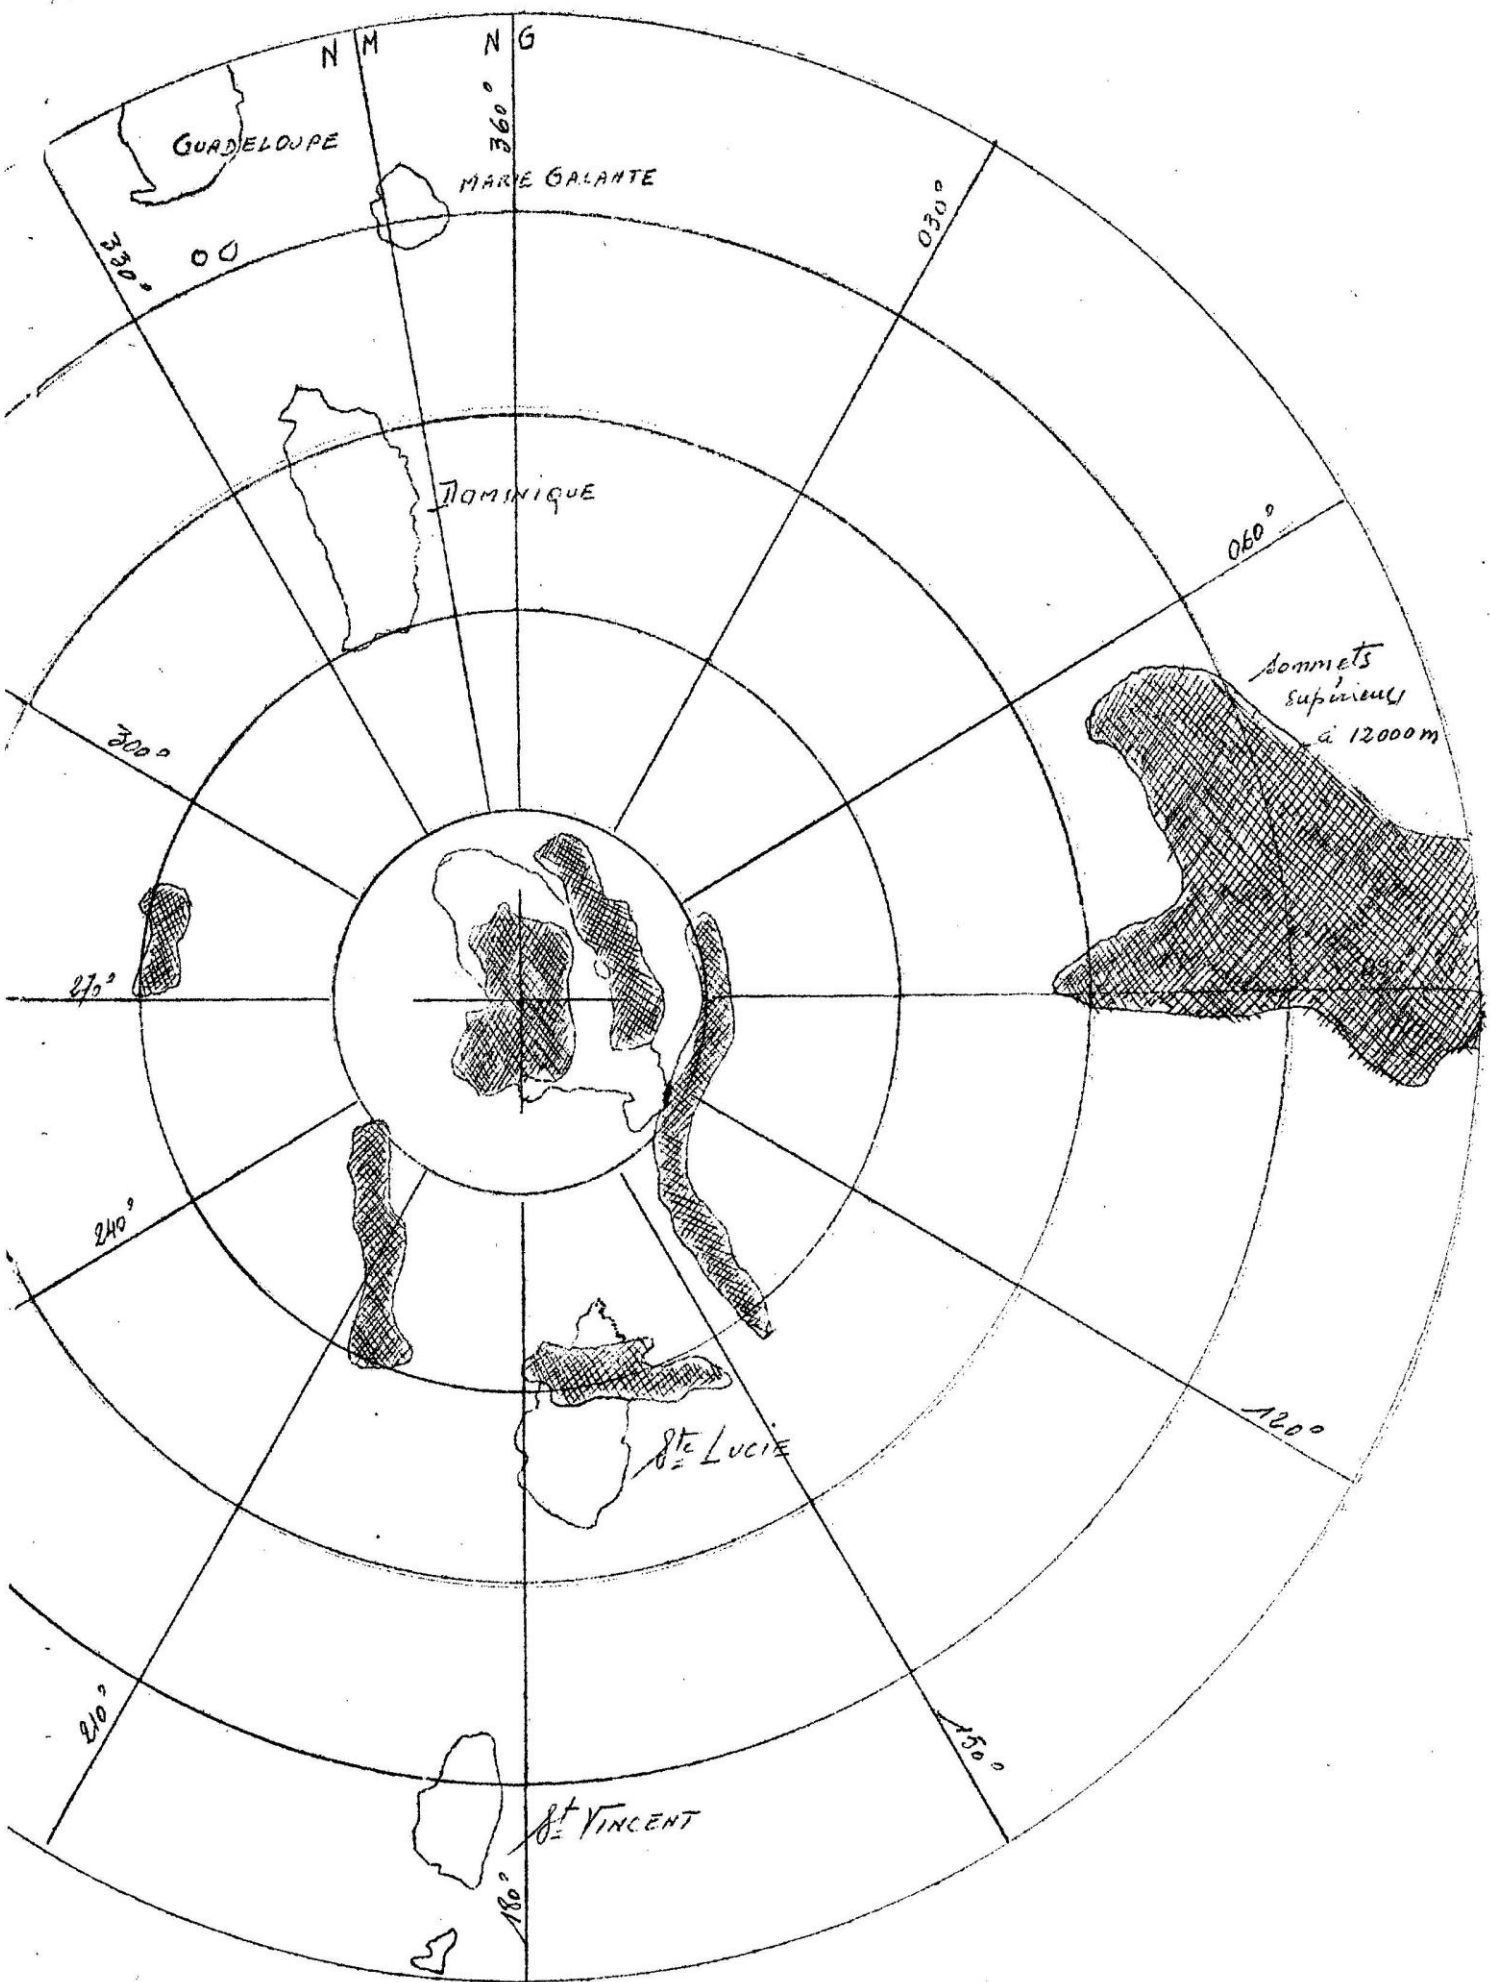 N M
N G
360°
GUADELOUPE
MARIE GALANTE
030°
330°
DOMINIQUE
060°
Sommets
supérieurs
à 12000m
300°
270°
240°
120°
Ste LUCIE
210°
150°
St VINCENT
180°